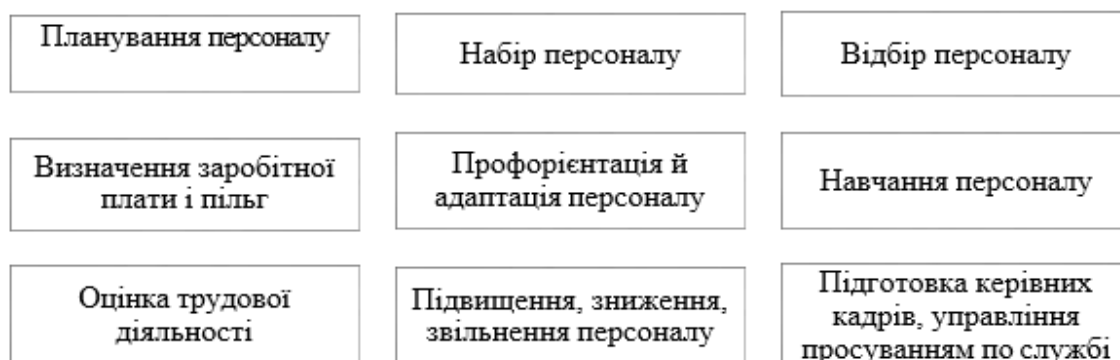 Планування персоналу
Набір персоналу
Відбір персоналу
Визначення заробітної
плати і пільг
Профорієнтація й
адаптація персоналу
Навчання персоналу
Оцінка трудової
діяльності
Підвищення, зниження,
звільнення персоналу
Підготовка керівних
кадрів, управління
просуванням по службі